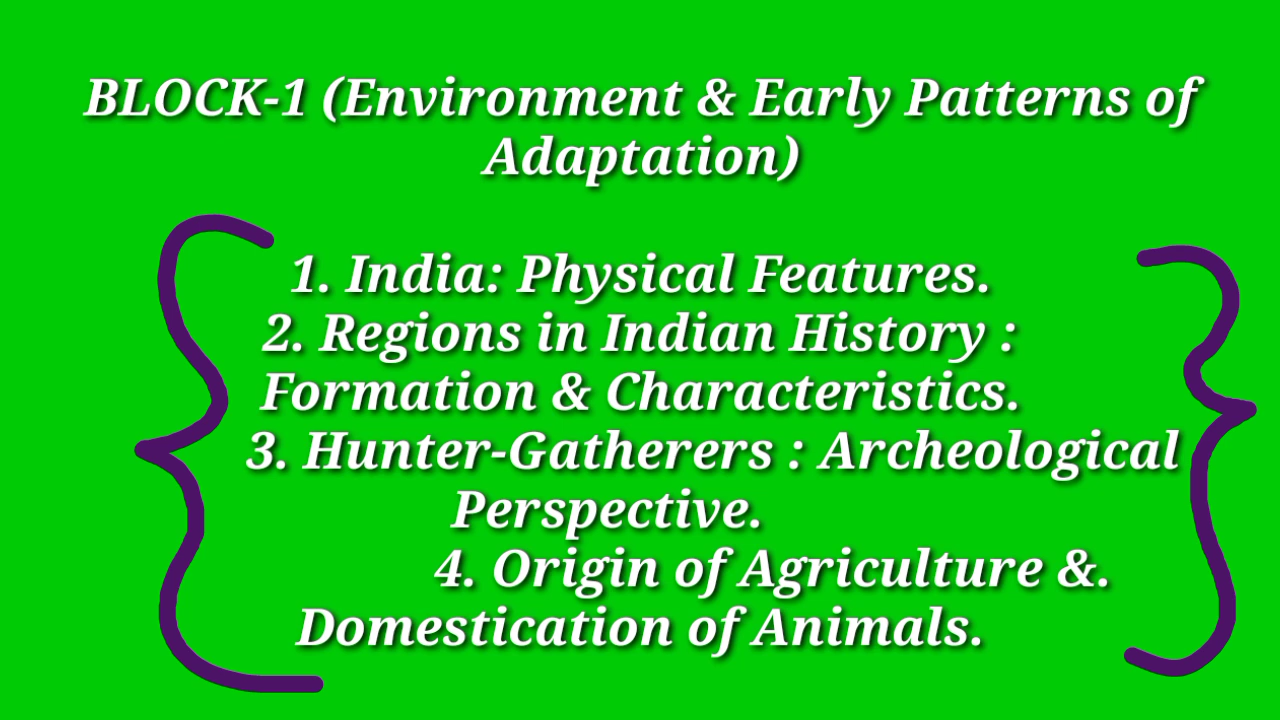 BLOCK-1 (Environment & Early Patterns of
Adaptation)
1. India: Physical Features.
2. Regions in Indian History :
Formation & Characteristics.
3. Hunter-Gatherers : Archeological
Perspective.
4. Origin of Agriculture &.
Domestication of Animals.